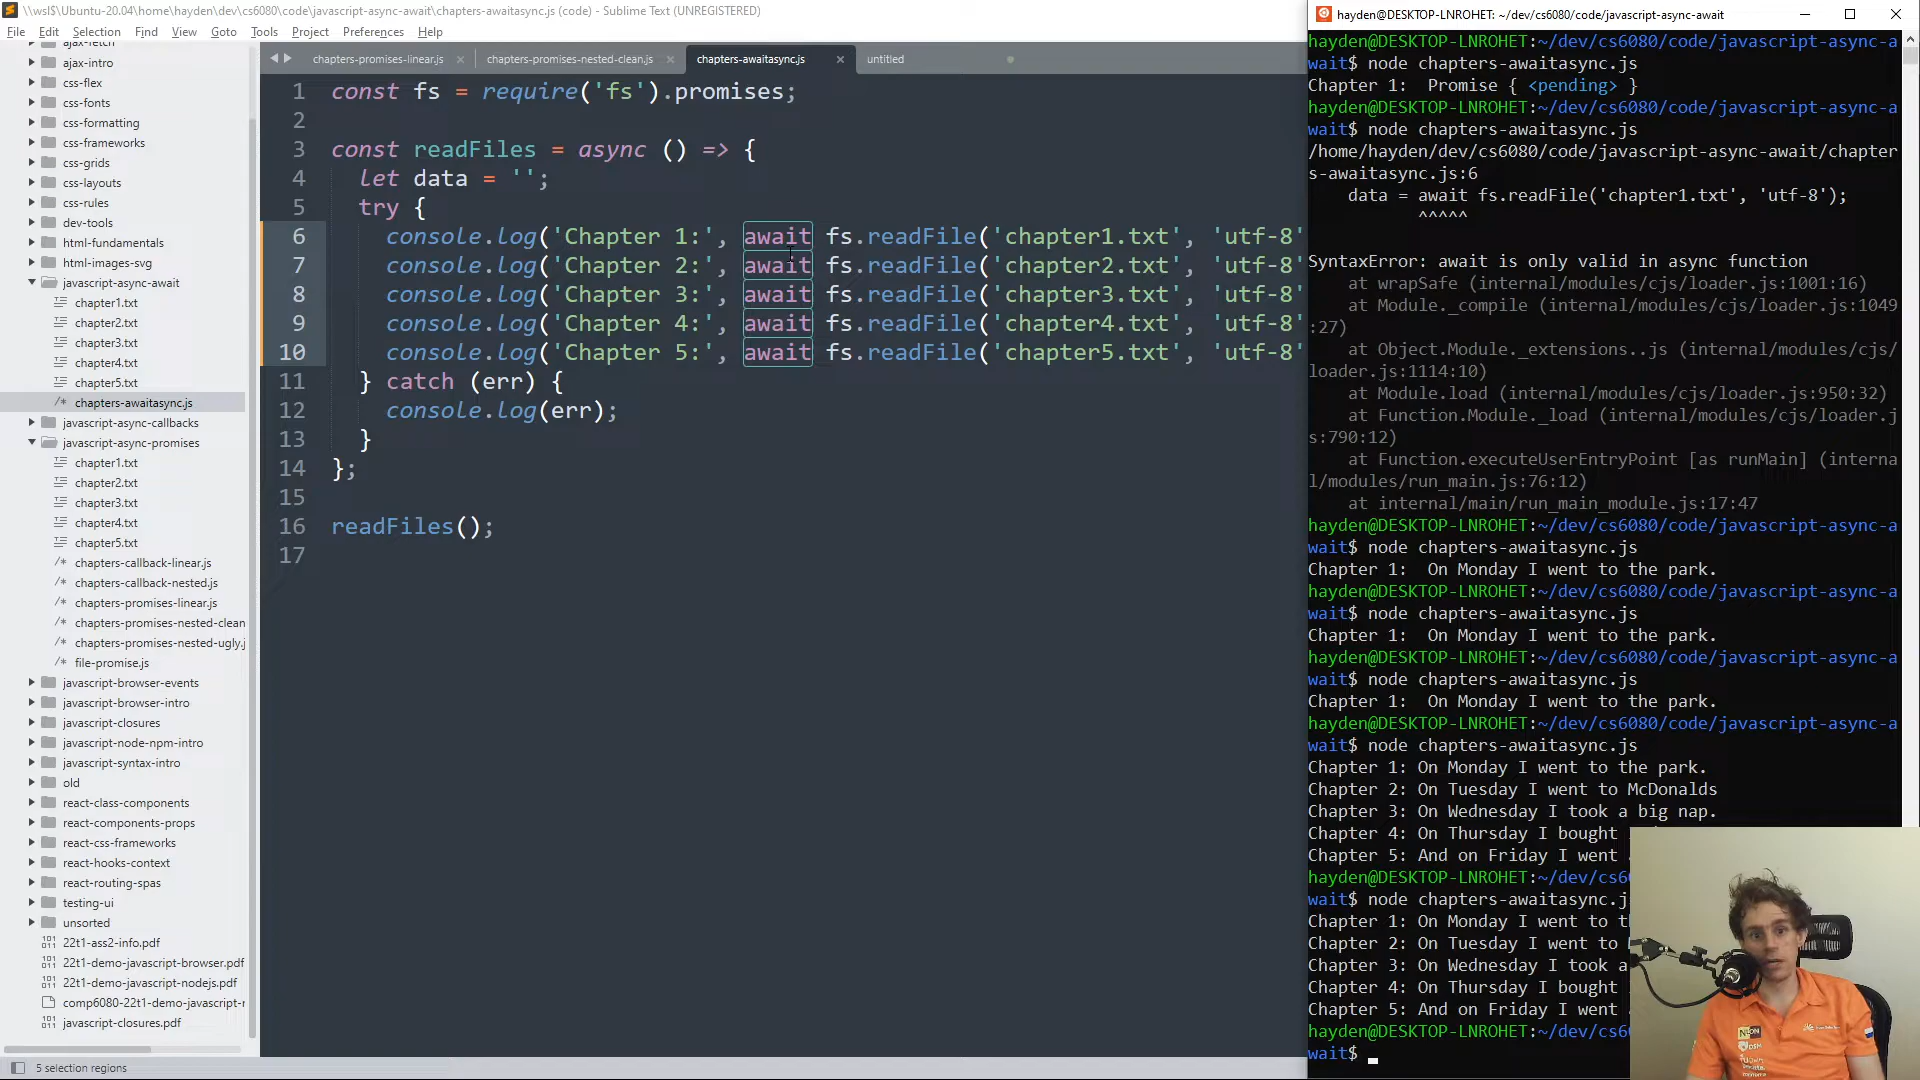 \\wsl$\Ubuntu-20.04\home\hayden\dev\cs6080\code\javascript-async-await\chapters-awaitasync.js (code) - Sublime Text (UNREGISTERED)
File Edit Selection Find View Goto Tools Project Preferences Help
ajax-fetch
ajax-intro
css-flex
css-fonts
css-formatting
css-frameworks
css-grids
css-layouts
css-rules
dev-tools
html-fundamentals
html-images-svg
javascript-async-await
chapter1.txt
chapter2.txt
chapter3.txt
chapter4.txt
chapter5.txt
/* chapters-awaitasync.js
javascript-async-callbacks
javascript-async-promises
chapter1.txt
chapter2.txt
chapter3.txt
chapter4.txt
chapter5.txt
/* chapters-callback-linear.js
/* chapters-callback-nested.js
/* chapters-promises-linear.js
/* chapters-promises-nested-clean
/* chapters-promises-nested-ugly.j
/* file-promise.js
javascript-browser-events
javascript-browser-intro
javascript-closures
javascript-node-npm-intro
javascript-syntax-intro
old
react-class-components
react-components-props
react-css-frameworks
react-hooks-context
react-routing-spas
testing-ui
unsorted
22t1-ass2-info.pdf
22t1-demo-javascript-browser.pdf
22t1-demo-javascript-nodejs.pdf
comp6080-22t1-demo-javascript-r
javascript-closures.pdf
5 selection regions
chapters-promises-linear.js × chapters-promises-nested-clean.js × chapters-awaitasync.js × untitled
1 const fs = require('fs').promises;
2
3 const readFiles = async () => {
4 let data = '';
5 try {
6 console.log('Chapter 1:', await fs.readFile('chapter1.txt', 'utf-8'
7 console.log('Chapter 2:', await fs.readFile('chapter2.txt', 'utf-8'
8 console.log('Chapter 3:', await fs.readFile('chapter3.txt', 'utf-8'
9 console.log('Chapter 4:', await fs.readFile('chapter4.txt', 'utf-8'
10 console.log('Chapter 5:', await fs.readFile('chapter5.txt', 'utf-8'
11 } catch (err) {
12 console.log(err);
13 }
14 };
15
16 readFiles();
17
hayden@DESKTOP-LNROHET: ~/dev/cs6080/code/javascript-async-await
hayden@DESKTOP-LNROHET:~/dev/cs6080/code/javascript-async-a
wait$ node chapters-awaitasync.js
Chapter 1:  Promise { <pending> }
hayden@DESKTOP-LNROHET:~/dev/cs6080/code/javascript-async-a
wait$ node chapters-awaitasync.js
/home/hayden/dev/cs6080/code/javascript-async-await/chapter
s-awaitasync.js:6
data = await fs.readFile('chapter1.txt', 'utf-8');
^^^^^
SyntaxError: await is only valid in async function
at wrapSafe (internal/modules/cjs/loader.js:1001:16)
at Module._compile (internal/modules/cjs/loader.js:1049
:27)
at Object.Module._extensions..js (internal/modules/cjs/
loader.js:1114:10)
at Module.load (internal/modules/cjs/loader.js:950:32)
at Function.Module._load (internal/modules/cjs/loader.j
s:790:12)
at Function.executeUserEntryPoint [as runMain] (interna
l/modules/run_main.js:76:12)
at internal/main/run_main_module.js:17:47
hayden@DESKTOP-LNROHET:~/dev/cs6080/code/javascript-async-a
wait$ node chapters-awaitasync.js
Chapter 1:  On Monday I went to the park.
hayden@DESKTOP-LNROHET:~/dev/cs6080/code/javascript-async-a
wait$ node chapters-awaitasync.js
Chapter 1:  On Monday I went to the park.
hayden@DESKTOP-LNROHET:~/dev/cs6080/code/javascript-async-a
wait$ node chapters-awaitasync.js
Chapter 1:  On Monday I went to the park.
hayden@DESKTOP-LNROHET:~/dev/cs6080/code/javascript-async-a
wait$ node chapters-awaitasync.js
Chapter 1: On Monday I went to the park.
Chapter 2: On Tuesday I went to McDonalds
Chapter 3: On Wednesday I took a big nap.
Chapter 4: On Thursday I bought
Chapter 5: And on Friday I went
hayden@DESKTOP-LNROHET:~/dev/cs6
wait$ node chapters-awaitasync.j
Chapter 1: On Monday I went to t
Chapter 2: On Tuesday I went to
Chapter 3: On Wednesday I took a
Chapter 4: On Thursday I bought
Chapter 5: And on Friday I went
hayden@DESKTOP-LNROHET:~/dev/cs6
wait$